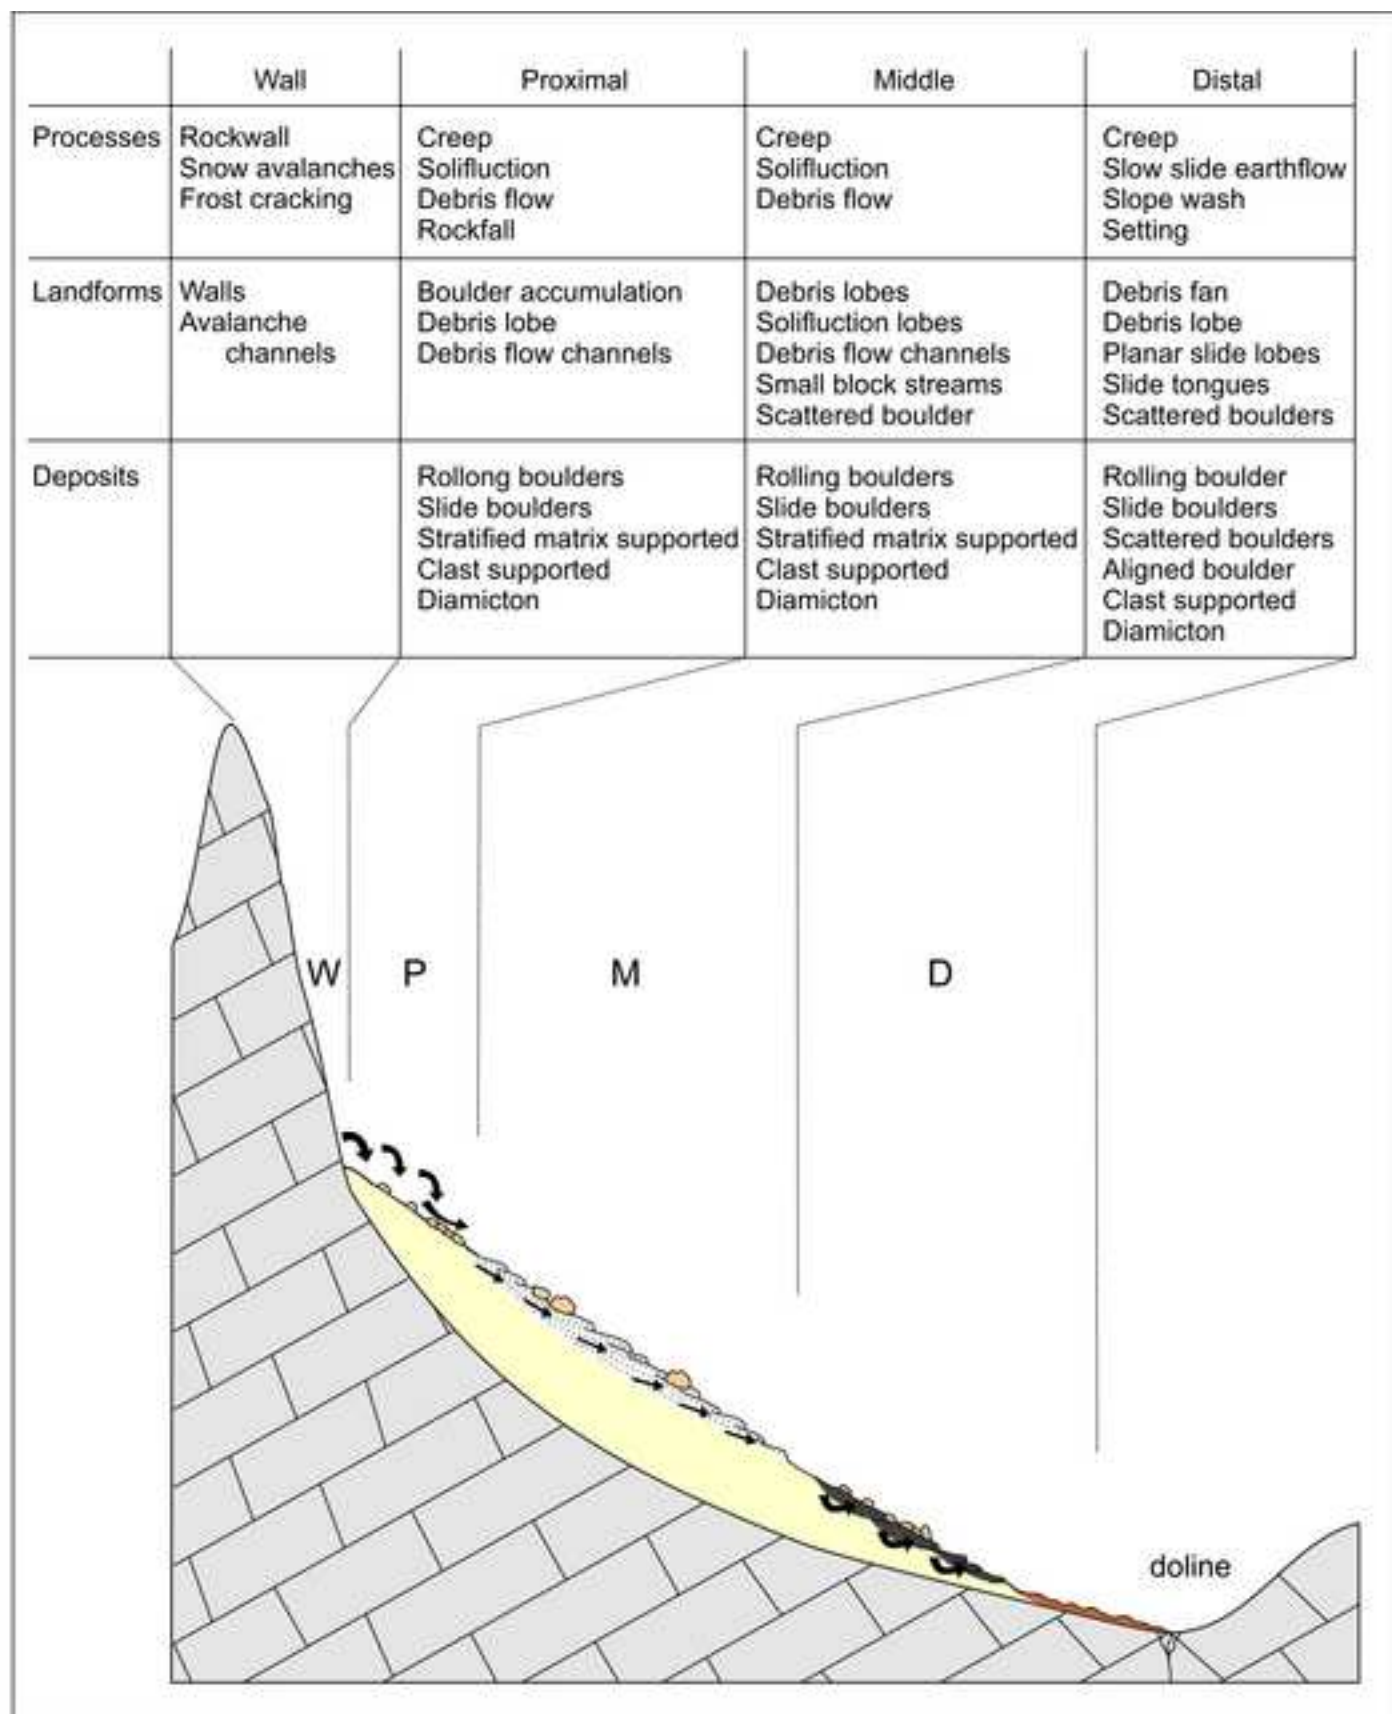 Wall Proximal Middle Distal
Processes
Rockwall
Snow avalanches
Frost cracking
Creep
Solifluction
Debris flow
Rockfall
Creep
Solifluction
Debris flow
Creep
Slow slide earthflow
Slope wash
Setting
Landforms
Walls
Avalanche
channels
Boulder accumulation
Debris lobe
Debris flow channels
Debris lobes
Solifluction lobes
Debris flow channels
Small block streams
Scattered boulder
Debris fan
Debris lobe
Planar slide lobes
Slide tongues
Scattered boulders
Deposits
Rollong boulders
Slide boulders
Stratified matrix supported
Clast supported
Diamicton
Rolling boulders
Slide boulders
Stratified matrix supported
Clast supported
Diamicton
Rolling boulder
Slide boulders
Scattered boulders
Aligned boulder
Clast supported
Diamicton
W P M D
doline